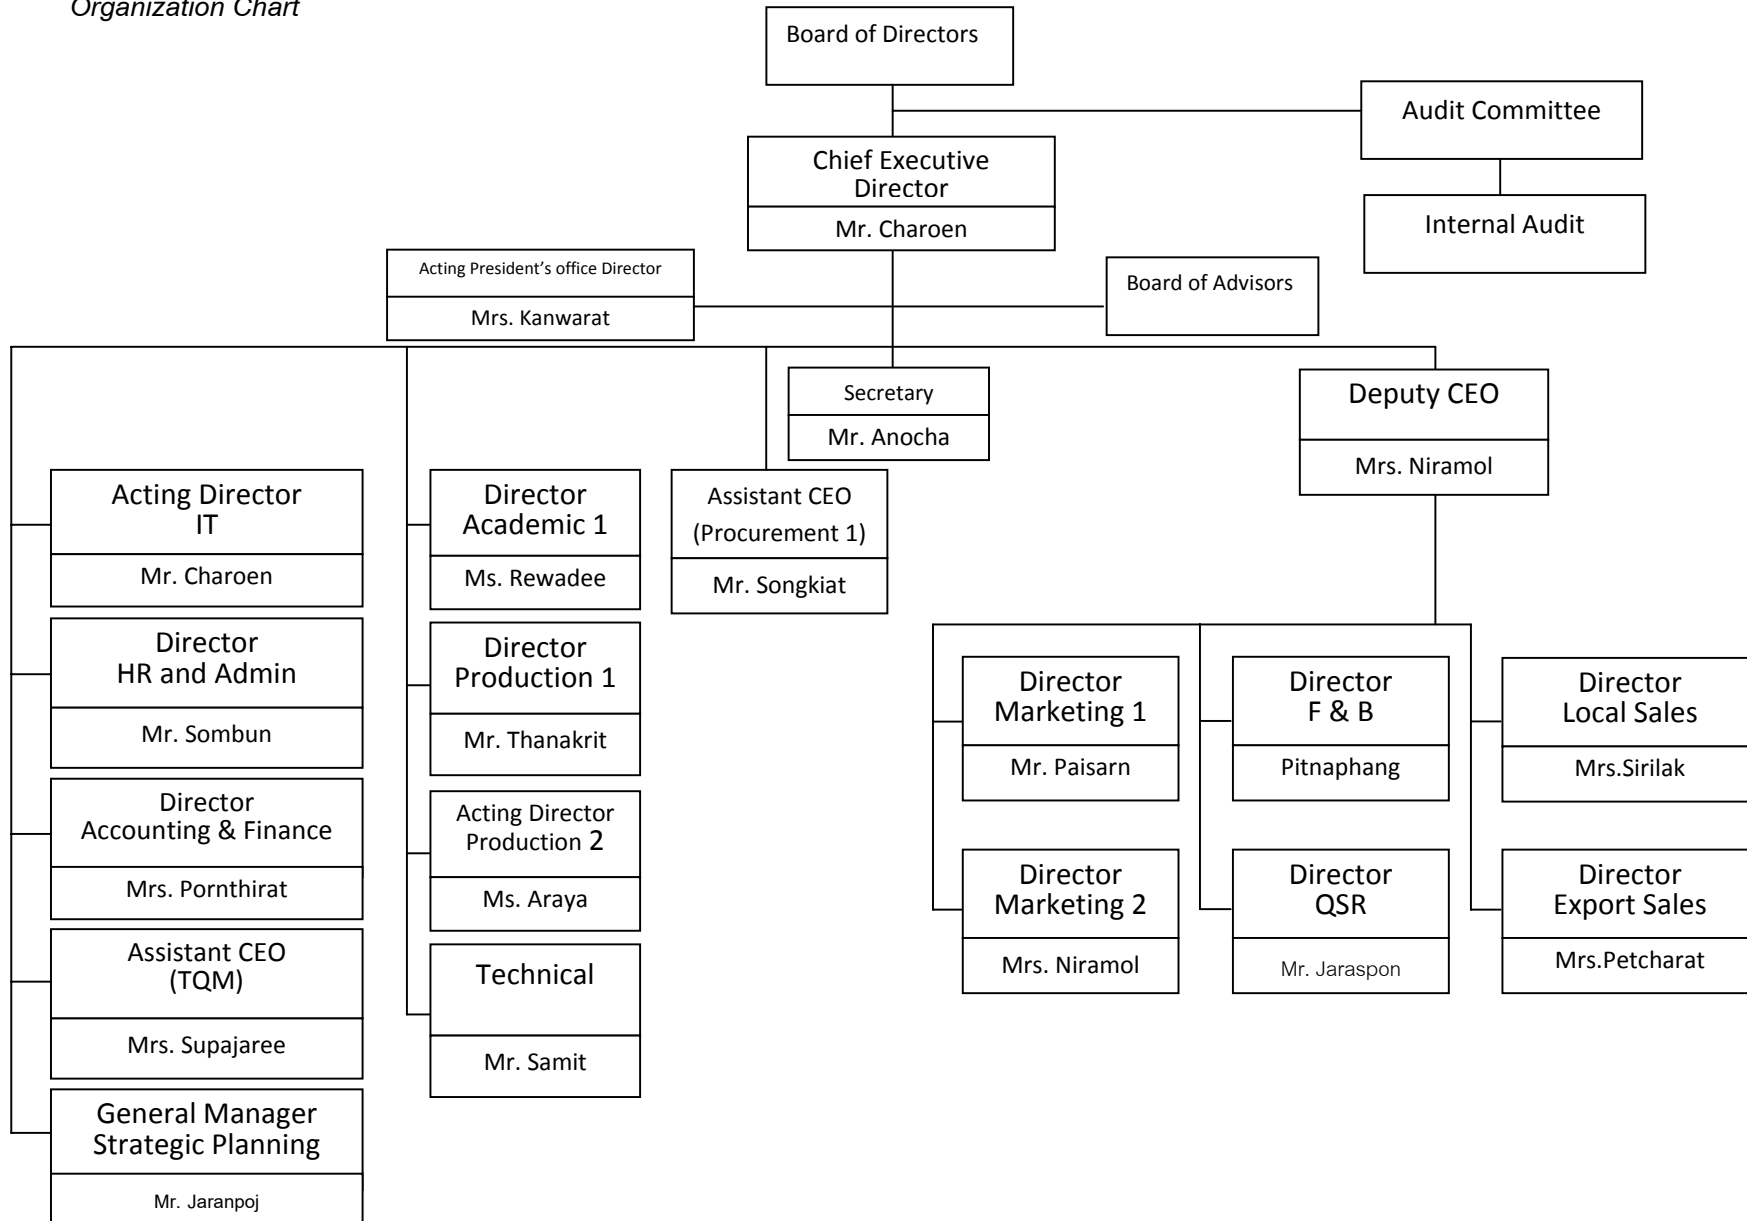 Organization Chart
Board of Directors
Audit Committee
Chief Executive
Director
Mr. Charoen
Internal Audit
Acting President’s office Director
Mrs. Kanwarat
Board of Advisors
Secretary
Mr. Anocha
Deputy CEO
Mrs. Niramol
Acting Director
IT
Mr. Charoen
Director
HR and Admin
Mr. Sombun
Director
Accounting & Finance
Mrs. Pornthirat
Assistant CEO
(TQM)
Mrs. Supajaree
General Manager
Strategic Planning
Mr. Jaranpoj
Director
Academic 1
Ms. Rewadee
Director
Production 1
Mr. Thanakrit
Acting Director
Production 2
Ms. Araya
Technical
Mr. Samit
Assistant CEO
(Procurement 1)
Mr. Songkiat
Director
Marketing 1
Mr. Paisarn
Director
Marketing 2
Mrs. Niramol
Director
F & B
Pitnaphang
Director
QSR
Mr. Jaraspon
Director
Local Sales
Mrs.Sirilak
Director
Export Sales
Mrs.Petcharat